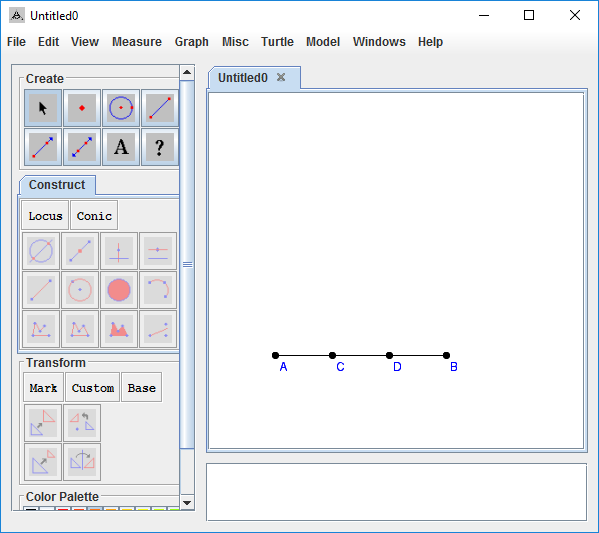 Untitled0
File Edit View Measure Graph Misc Turtle Model Windows Help
Create
A ?
Construct
Locus Conic
Transform
Mark Custom Base
Color Palette
Untitled0
A C D B